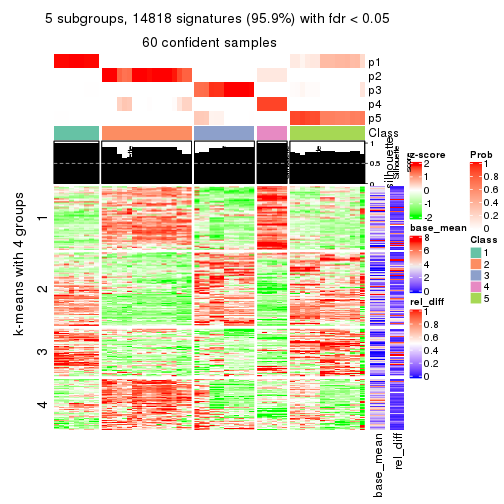 5 subgroups, 14818 signatures (95.9%) with fdr < 0.05
60 confident samples
p1
p2
p3
p4
p5
Class
1
0.5
0
silhouette
Silhouette
k-means with 4 groups
1
2
3
4
base_mean
rel_diff
z-score
2
1
0
-1
-2
base_mean
8
6
4
2
0
rel_diff
1
0.8
0.6
0.4
0.2
0
Prob
1
0.8
0.6
0.4
0.2
0
Class
1
2
3
4
5